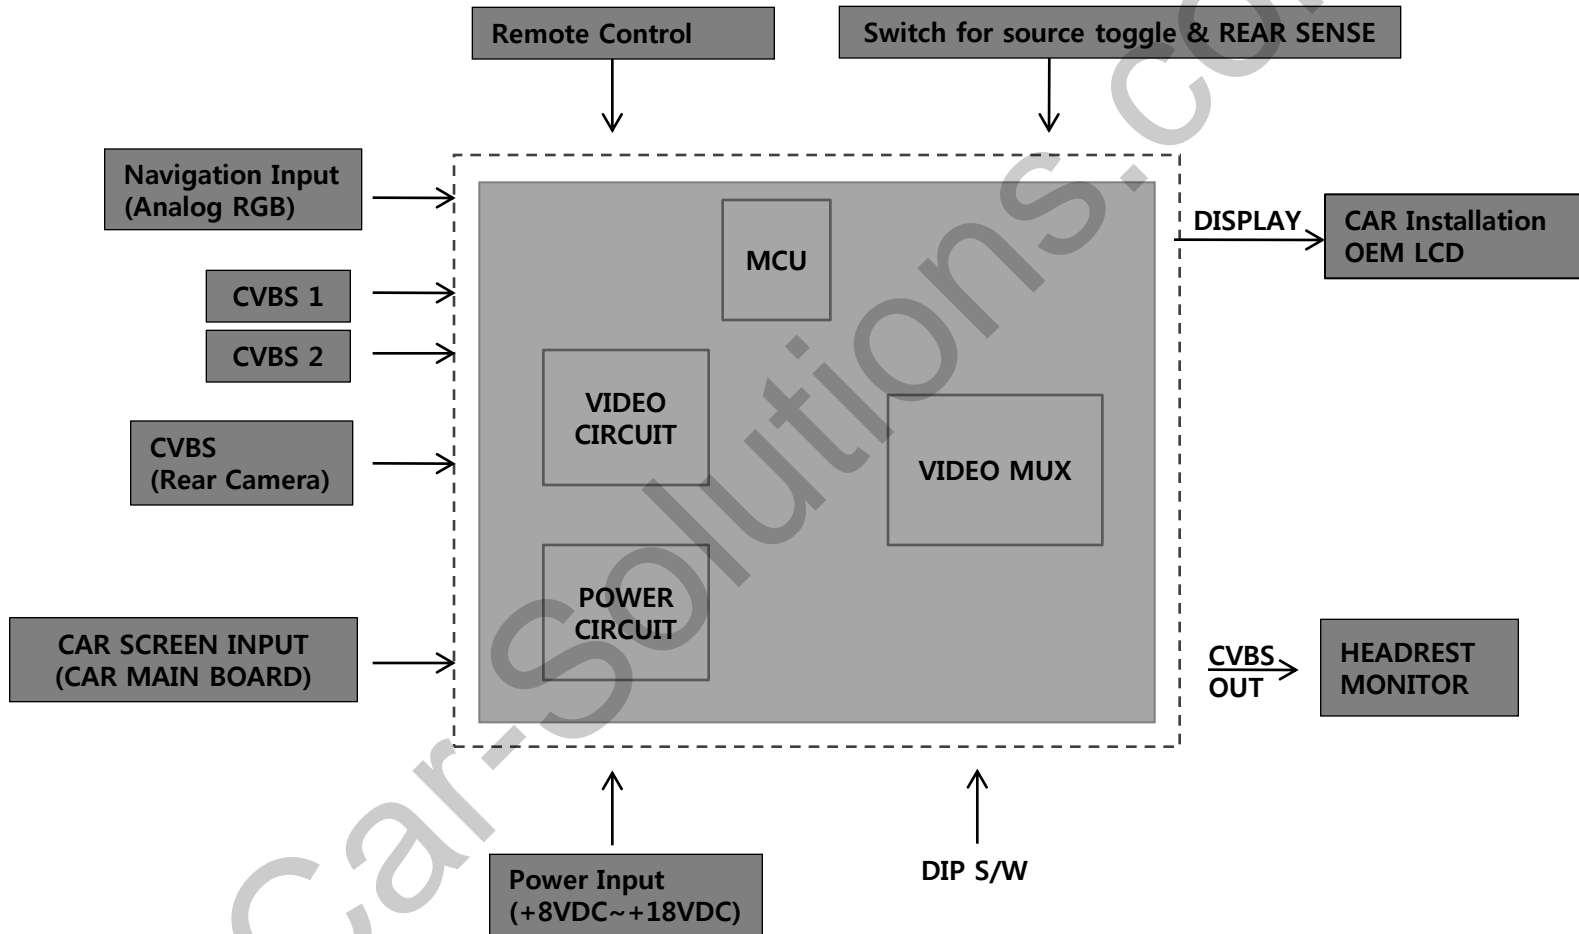 Remote Control
Switch for source toggle & REAR SENSE
Navigation Input
(Analog RGB)
CVBS 1
CVBS 2
CVBS
(Rear Camera)
CAR SCREEN INPUT
(CAR MAIN BOARD)
MCU
VIDEO
CIRCUIT
VIDEO MUX
POWER
CIRCUIT
DISPLAY
CAR Installation
OEM LCD
CVBS
OUT
HEADREST
MONITOR
Power Input
(+8VDC~+18VDC)
DIP S/W
Car-Solutions.co